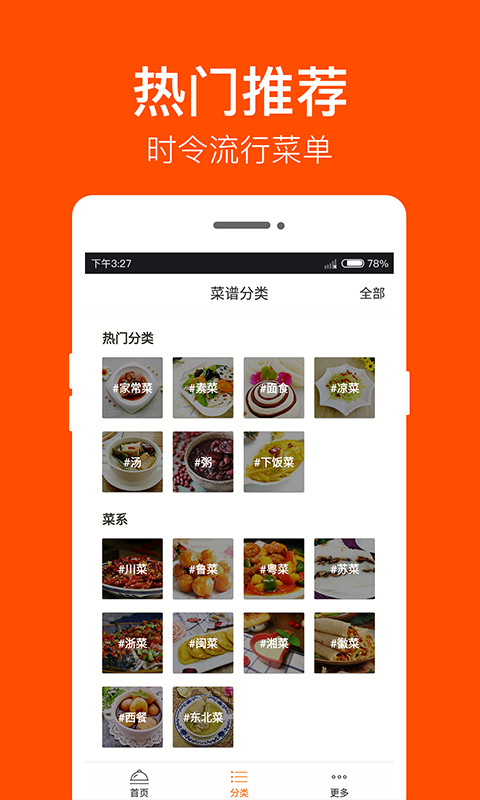 热门推荐
时令流行菜单
下午3:27 78%
菜谱分类 全部
热门分类
#家常菜 #素菜 #面食 #凉菜
#汤 #粥 #下饭菜
菜系
#川菜 #鲁菜 #粤菜 #苏菜
#浙菜 #闽菜 #湘菜 #徽菜
#西餐 #东北菜
首页 分类 更多